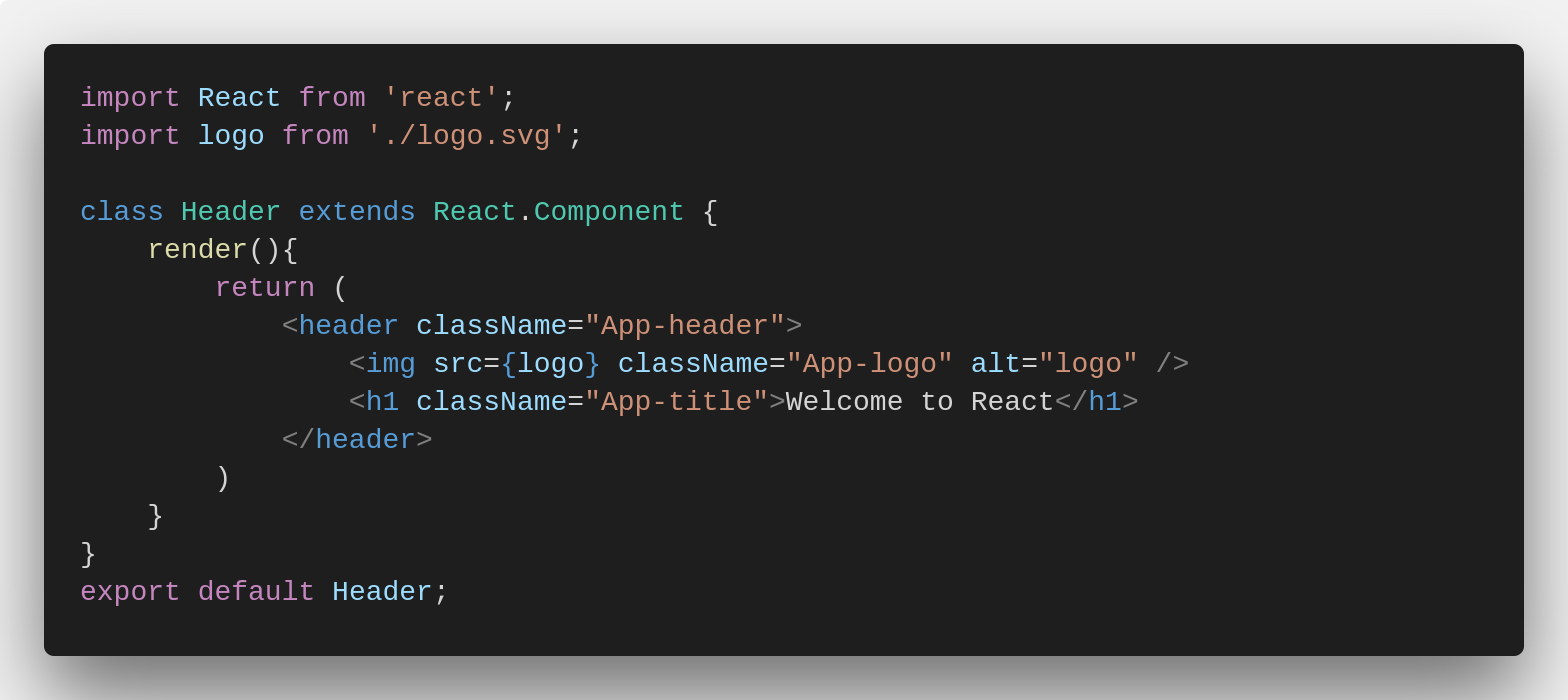 import React from 'react';
import logo from './logo.svg';

class Header extends React.Component {
    render(){
        return (
            <header className="App-header">
                <img src={logo} className="App-logo" alt="logo" />
                <h1 className="App-title">Welcome to React</h1>
            </header>
        )
    }
}
export default Header;